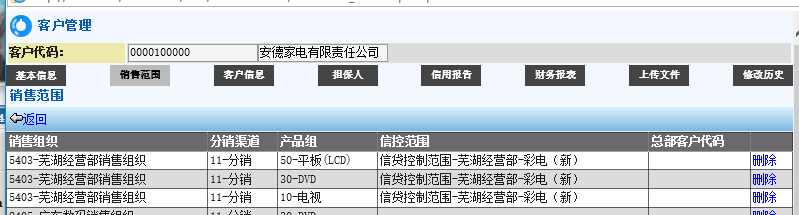 客户管理
客户代码: 0000100000 安德家电有限责任公司
基本信息 销售范围 客户信息 担保人 信用报告 财务报表 上传文件 修改历史
销售范围
返回
销售组织 分销渠道 产品组 信控范围 总部客户代码
5403-芜湖经营部销售组织 11-分销 50-平板(LCD) 信贷控制范围-芜湖经营部-彩电（新） 删除
5403-芜湖经营部销售组织 11-分销 30-DVD 信贷控制范围-芜湖经营部-彩电（新） 删除
5403-芜湖经营部销售组织 11-分销 10-电视 信贷控制范围-芜湖经营部-彩电（新） 删除